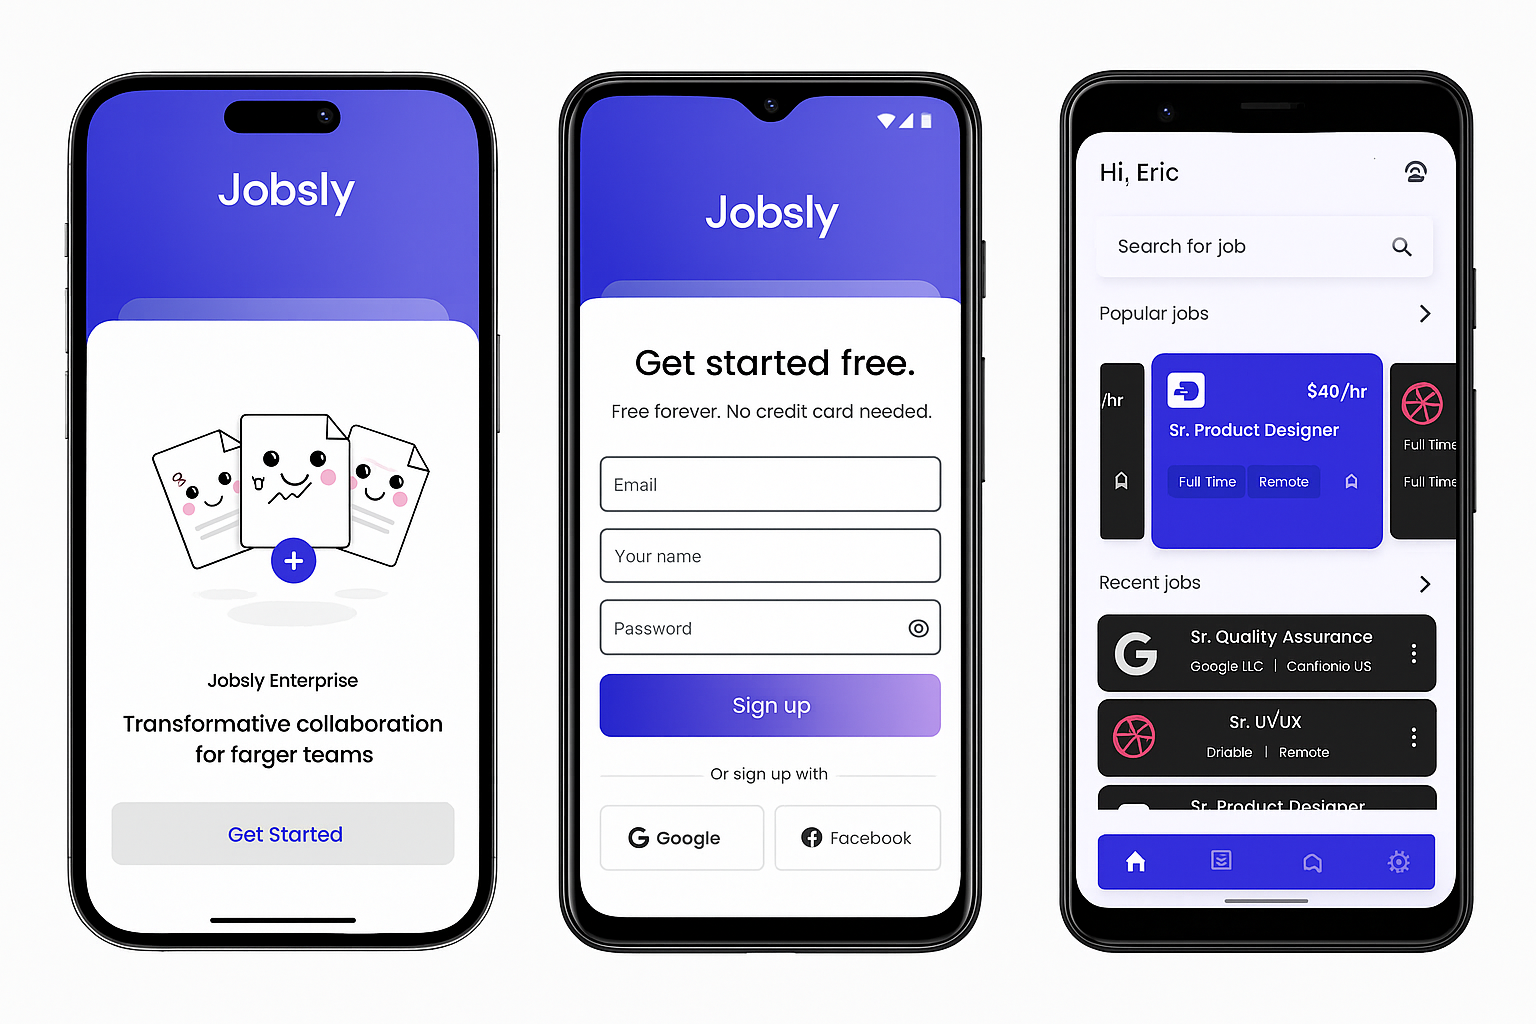 Jobsly
Jobsly Enterprise
Transformative collaboration
for farger teams
Get Started
Jobsly
Get started free.
Free forever. No credit card needed.
Email
Your name
Password
Sign up
Or sign up with
Google
Facebook
Hi, Eric
Search for job
Popular jobs
/hr
$40/hr
Sr. Product Designer
Full Time
Remote
Full Time
Full Time
Recent jobs
Sr. Quality Assurance
Google LLC | Canfionio US
Sr. UV/UX
Driable | Remote
Sr. Product Designer